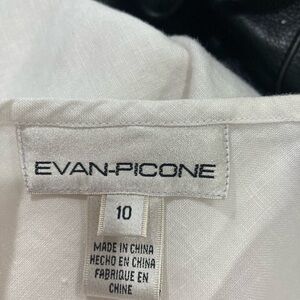 EVAN-PICONE
10
MADE IN CHINA
HECHO EN CHINA
FABRIQUE EN
CHINE